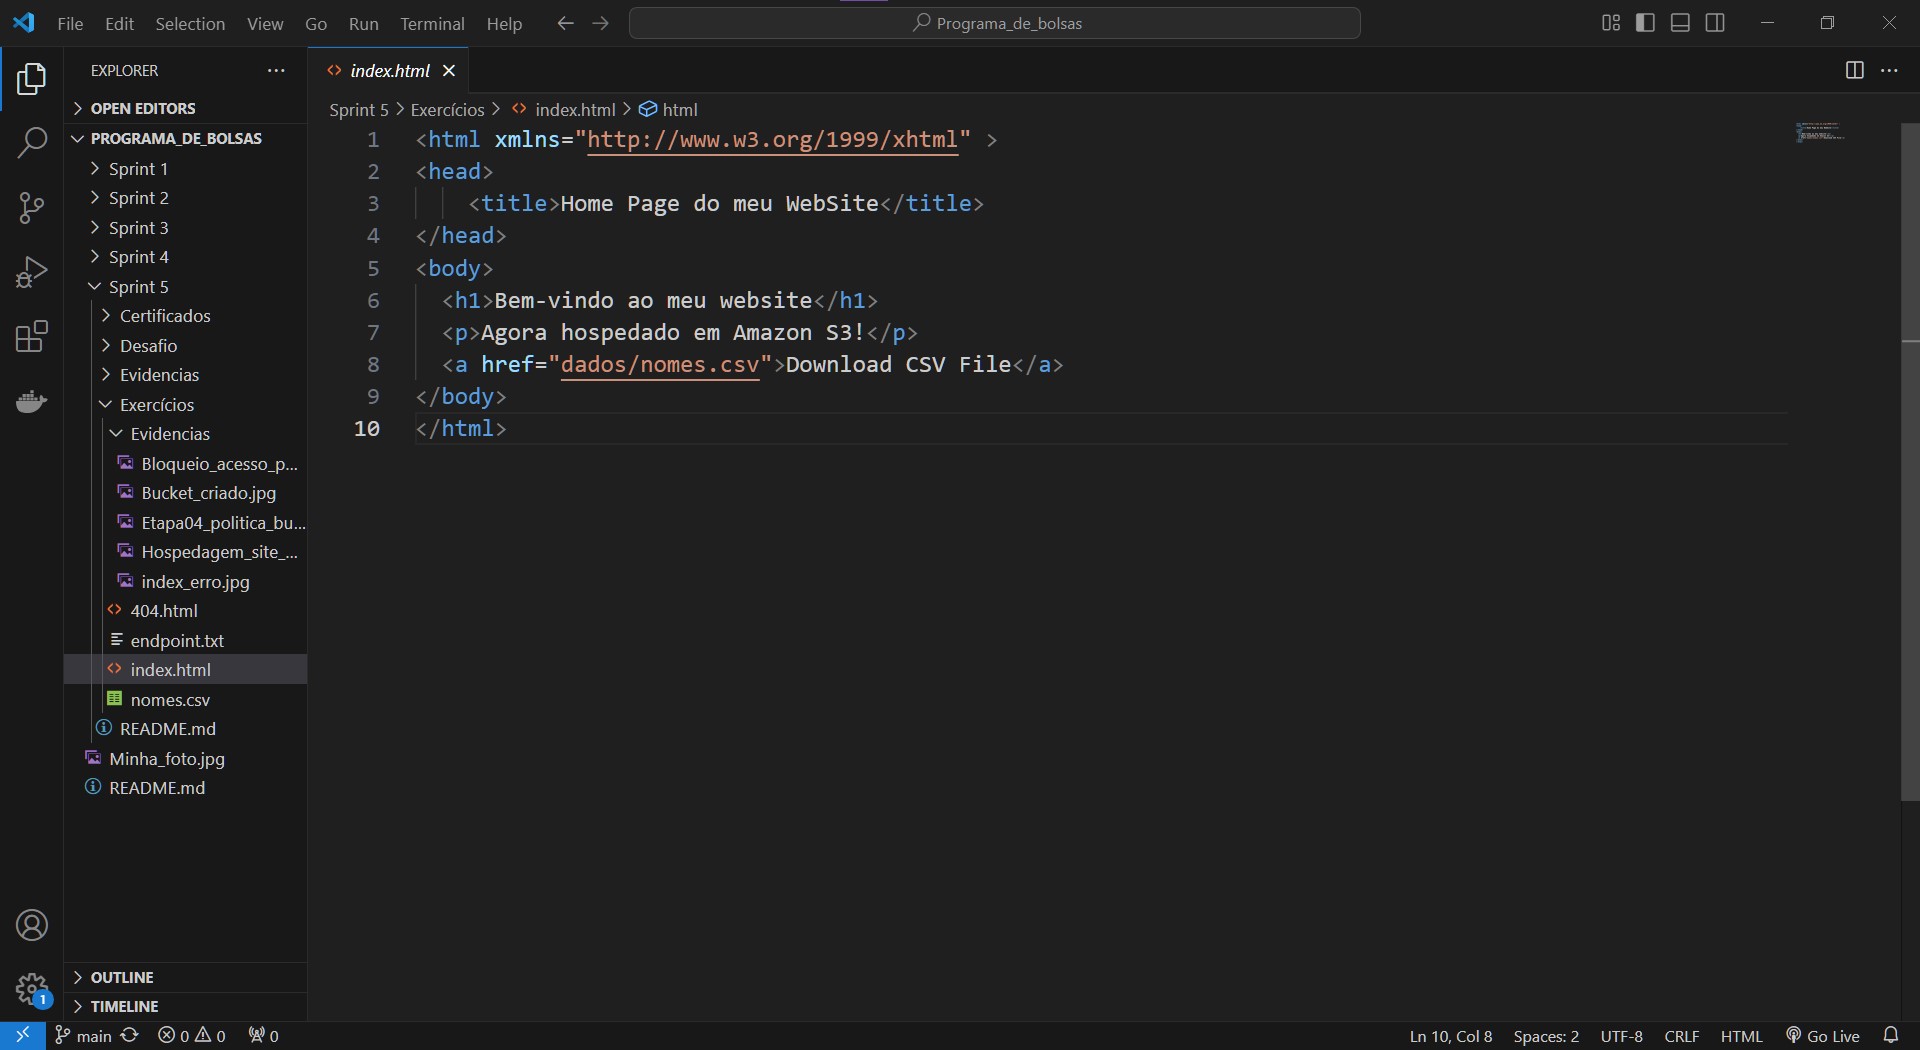 File Edit Selection View Go Run Terminal Help Programa_de_bolsas
EXPLORER
OPEN EDITORS
PROGRAMA_DE_BOLSAS
Sprint 1
Sprint 2
Sprint 3
Sprint 4
Sprint 5
Certificados
Desafio
Evidencias
Exercícios
Evidencias
Bloqueio_acesso_p...
Bucket_criado.jpg
Etapa04_politica_bu...
Hospedagem_site_...
index_erro.jpg
404.html
endpoint.txt
index.html
nomes.csv
README.md
Minha_foto.jpg
README.md
OUTLINE
TIMELINE
index.html
Sprint 5 > Exercícios > index.html > html
1 <html xmlns="http://www.w3.org/1999/xhtml" >
2 <head>
3 <title>Home Page do meu WebSite</title>
4 </head>
5 <body>
6 <h1>Bem-vindo ao meu website</h1>
7 <p>Agora hospedado em Amazon S3!</p>
8 <a href="dados/nomes.csv">Download CSV File</a>
9 </body>
10 </html>
1
main 0 0 0 Ln 10, Col 8 Spaces: 2 UTF-8 CRLF HTML Go Live